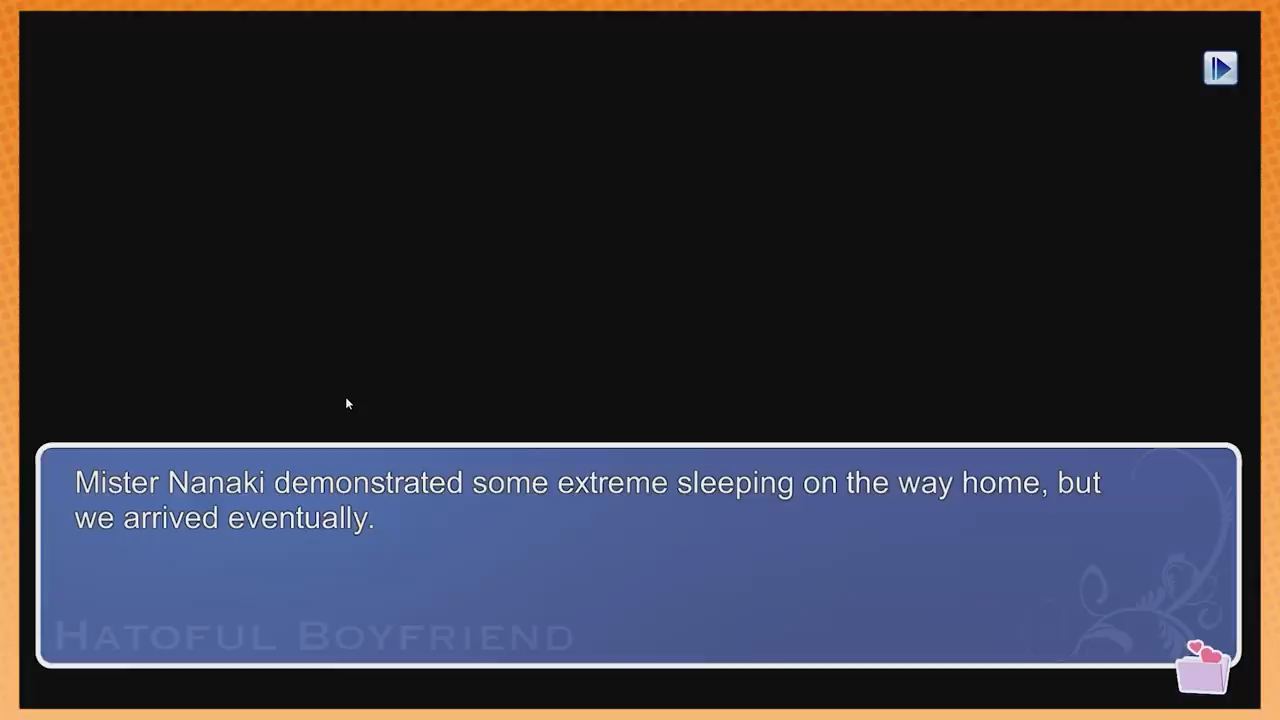 Mister Nanaki demonstrated some extreme sleeping on the way home, but
we arrived eventually.
HATOFUL BOYFRIEND